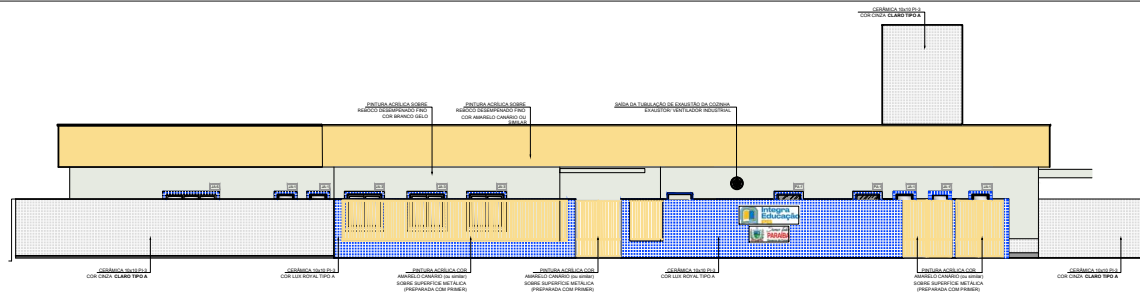 CERÂMICA 10x10 PI-3
COR CINZA CLARO TIPO A
PINTURA ACRÍLICA SOBRE
REBOCO DESEMPENADO FINO
COR BRANCO GELO
PINTURA ACRÍLICA SOBRE
REBOCO DESEMPENADO FINO
COR AMARELO CANÁRIO OU
SIMILAR
SAÍDA DA TUBULAÇÃO DE EXAUSTÃO DA COZINHA
EXAUSTOR/ VENTILADOR INDUSTRIAL
Integra
Educação
PARAÍBA
CERÂMICA 10x10 PI-3
COR CINZA CLARO TIPO A
CERÂMICA 10x10 PI-3
COR LUX ROYAL TIPO A
PINTURA ACRÍLICA COR
AMARELO CANÁRIO (ou similar)
SOBRE SUPERFÍCIE METÁLICA
(PREPARADA COM PRIMER)
PINTURA ACRÍLICA COR
AMARELO CANÁRIO (ou similar)
SOBRE SUPERFÍCIE METÁLICA
(PREPARADA COM PRIMER)
CERÂMICA 10x10 PI-3
COR LUX ROYAL TIPO A
PINTURA ACRÍLICA COR
AMARELO CANÁRIO (ou similar)
SOBRE SUPERFÍCIE METÁLICA
(PREPARADA COM PRIMER)
CERÂMICA 10x10 PI-3
COR CINZA CLARO TIPO A